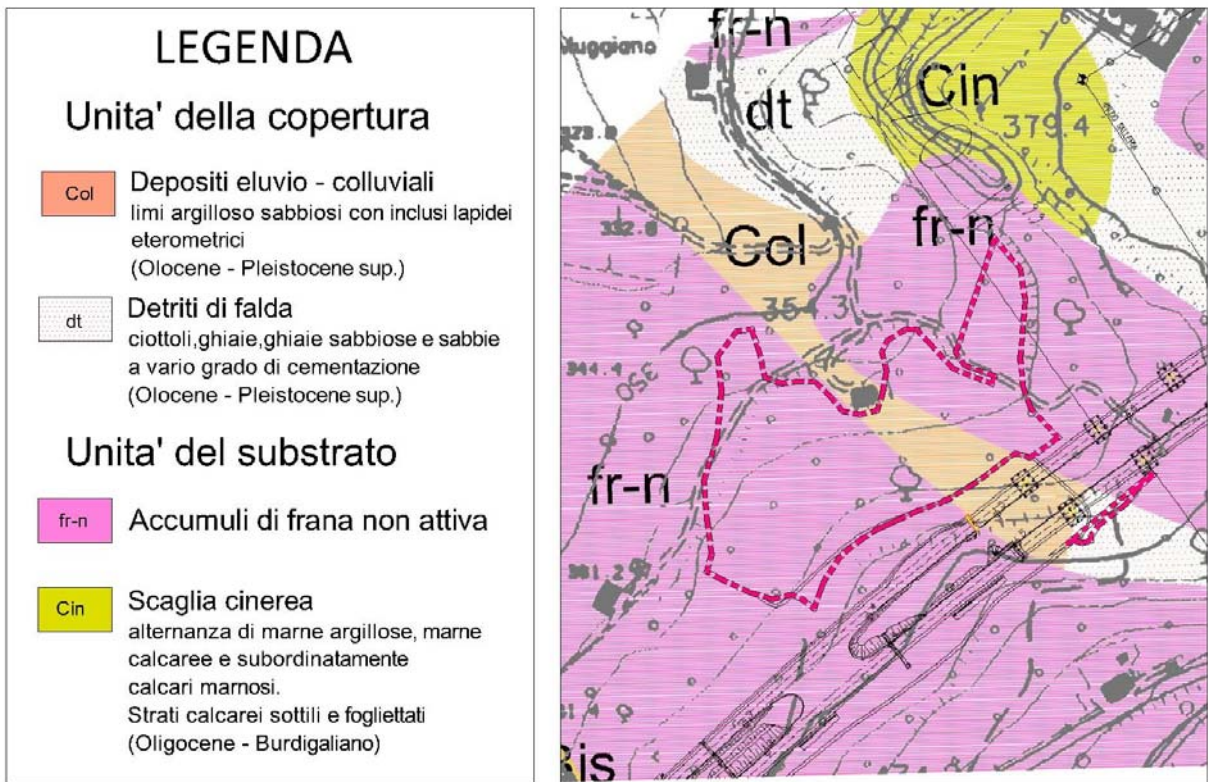 LEGENDA
Unita' della copertura
Col
Depositi eluvio - colluviali
limi argilloso sabbiosi con inclusi lapidei
eterometrici
(Olocene - Pleistocene sup.)
dt
Detriti di falda
ciottoli,ghiaie,ghiaie sabbiose e sabbie
a vario grado di cementazione
(Olocene - Pleistocene sup.)
Unita' del substrato
fr-n
Accumuli di frana non attiva
Cin
Scaglia cinerea
alternanza di marne argillose, marne
calcaree e subordinatamente
calcari marnosi.
Strati calcarei sottili e fogliettati
(Oligocene - Burdigaliano)
fr-n
Muggiano
Cin
dt
379.4
fr-n
Col
354.3
344.4
350
fr-n
Bis